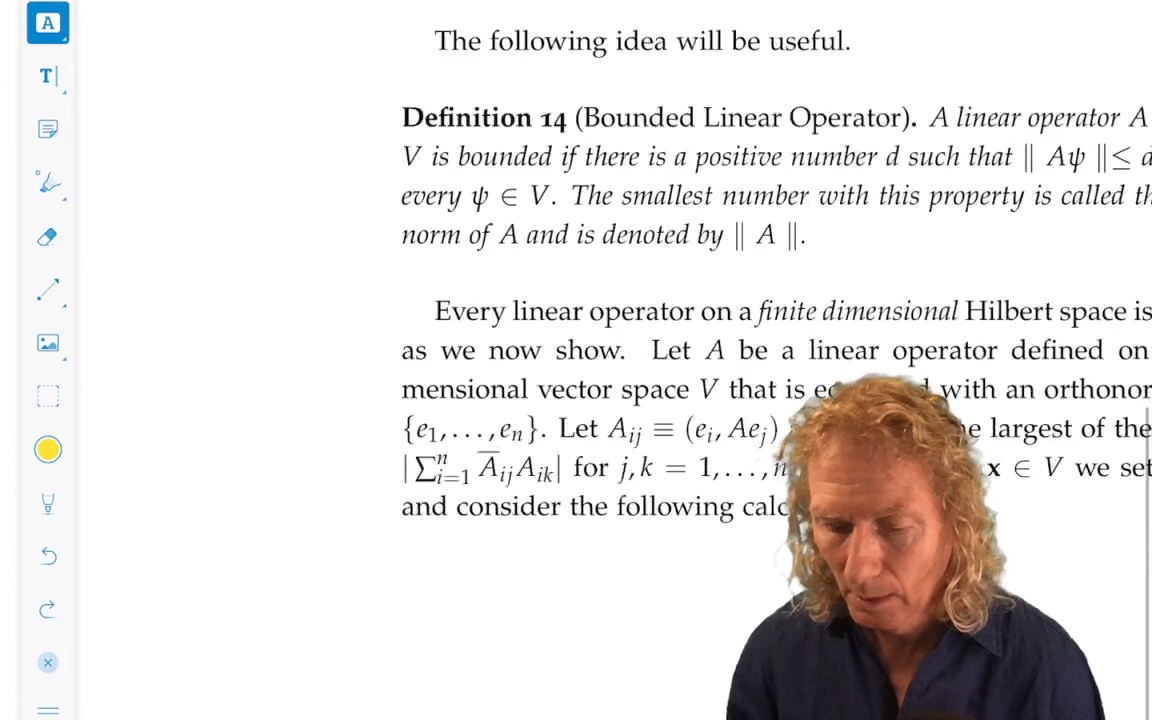 A
T
The following idea will be useful.
Definition 14 (Bounded Linear Operator). A linear operator A
V is bounded if there is a positive number d such that ‖ Aψ ‖≤ d
every ψ ∈ V. The smallest number with this property is called th
norm of A and is denoted by ‖ A ‖.
Every linear operator on a finite dimensional Hilbert space is
as we now show. Let A be a linear operator defined on
mensional vector space V that is with an orthonor
{e₁, . . . , eₙ}. Let Aᵢⱼ ≡ (eᵢ, Aeⱼ) largest of the
|∑ⁿᵢ₌₁ A̅ᵢⱼAᵢₖ| for j, k = 1, . . . , n x ∈ V we set
and consider the following